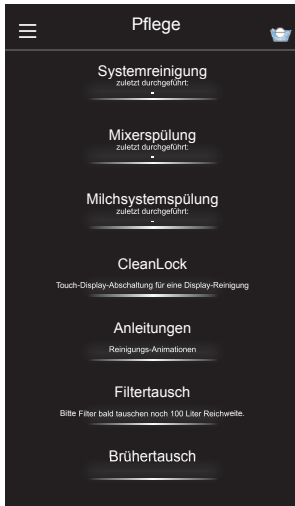 Pflege
Systemreinigung
zuletzt durchgeführt:
-
Mixerspülung
zuletzt durchgeführt:
-
Milchsystemspülung
zuletzt durchgeführt:
-
CleanLock
Touch-Display-Abschaltung für eine Display-Reinigung
Anleitungen
Reinigungs-Animationen
Filtertausch
Bitte Filter bald tauschen noch 100 Liter Reichweite.
Brühertausch